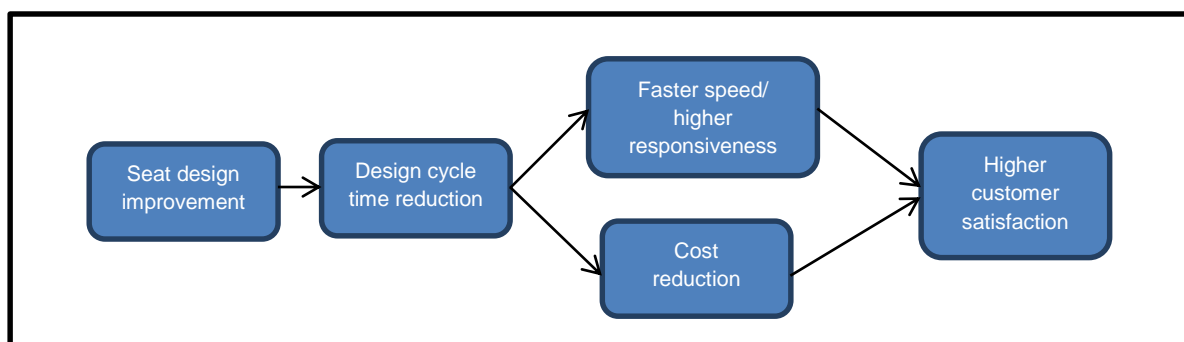 Seat design
improvement
Design cycle
time reduction
Faster speed/
higher
responsiveness
Cost
reduction
Higher
customer
satisfaction